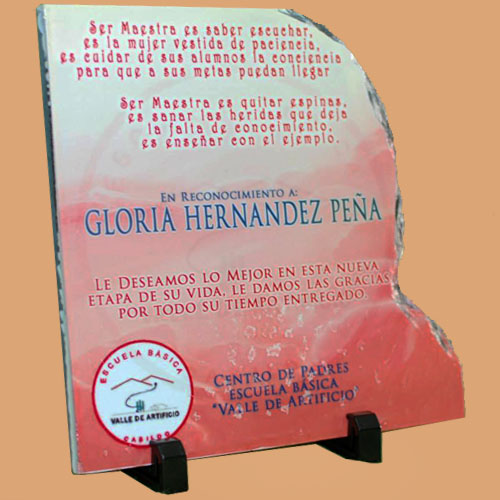 Ser Maestra es saber escuchar,
es la mujer vestida de paciencia,
es cuidar de sus alumnos la conciencia
para que a sus metas puedan llegar
Ser Maestra es quitar espinas,
es sanar las heridas que deja
la falta de conocimiento,
es enseñar con el ejemplo.
En Reconocimiento a:
GLORIA HERNANDEZ PEÑA
Le Deseamos lo Mejor en esta nueva
etapa de su vida, le damos las gracias
por todo su tiempo entregado.
ESCUELA BÁSICA
VALLE DE ARTIFICIO
CABILDO
Centro de Padres
Escuela Básica
"Valle de Artificio"